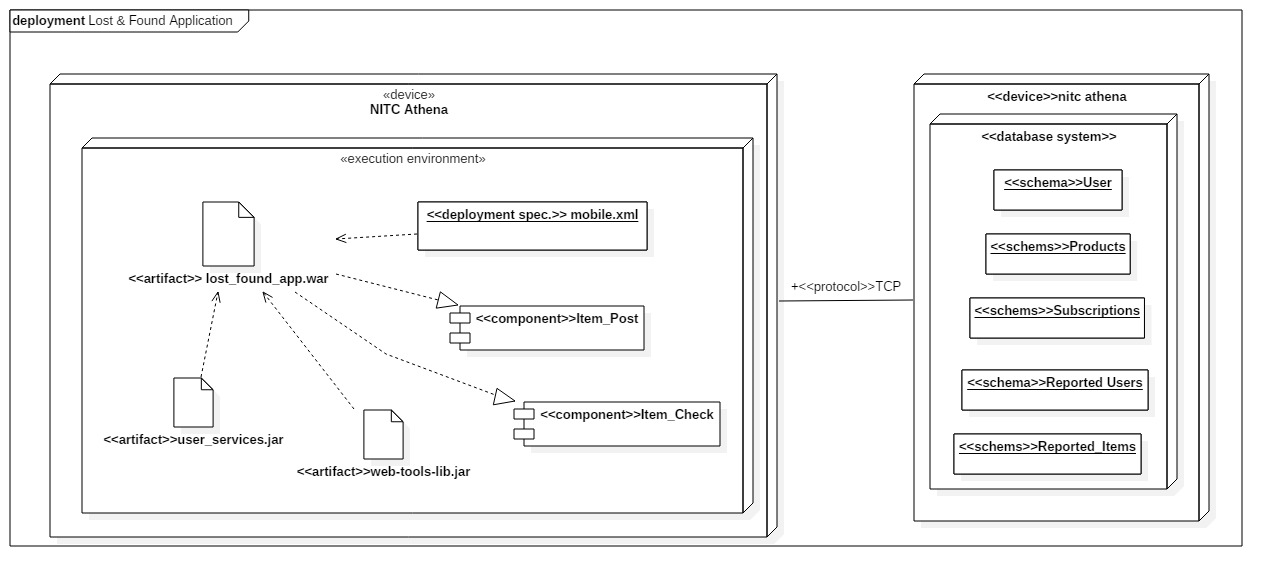 deployment Lost & Found Application
«device»
NITC Athena
«execution environment»
<<deployment spec.>> mobile.xml
<<artifact>> lost_found_app.war
<<component>>Item_Post
<<component>>Item_Check
<<artifact>>user_services.jar
<<artifact>>web-tools-lib.jar
+<<protocol>>TCP
<<device>>nitc athena
<<database system>>
<<schema>>User
<<schems>>Products
<<schems>>Subscriptions
<<schema>>Reported Users
<<schems>>Reported_Items